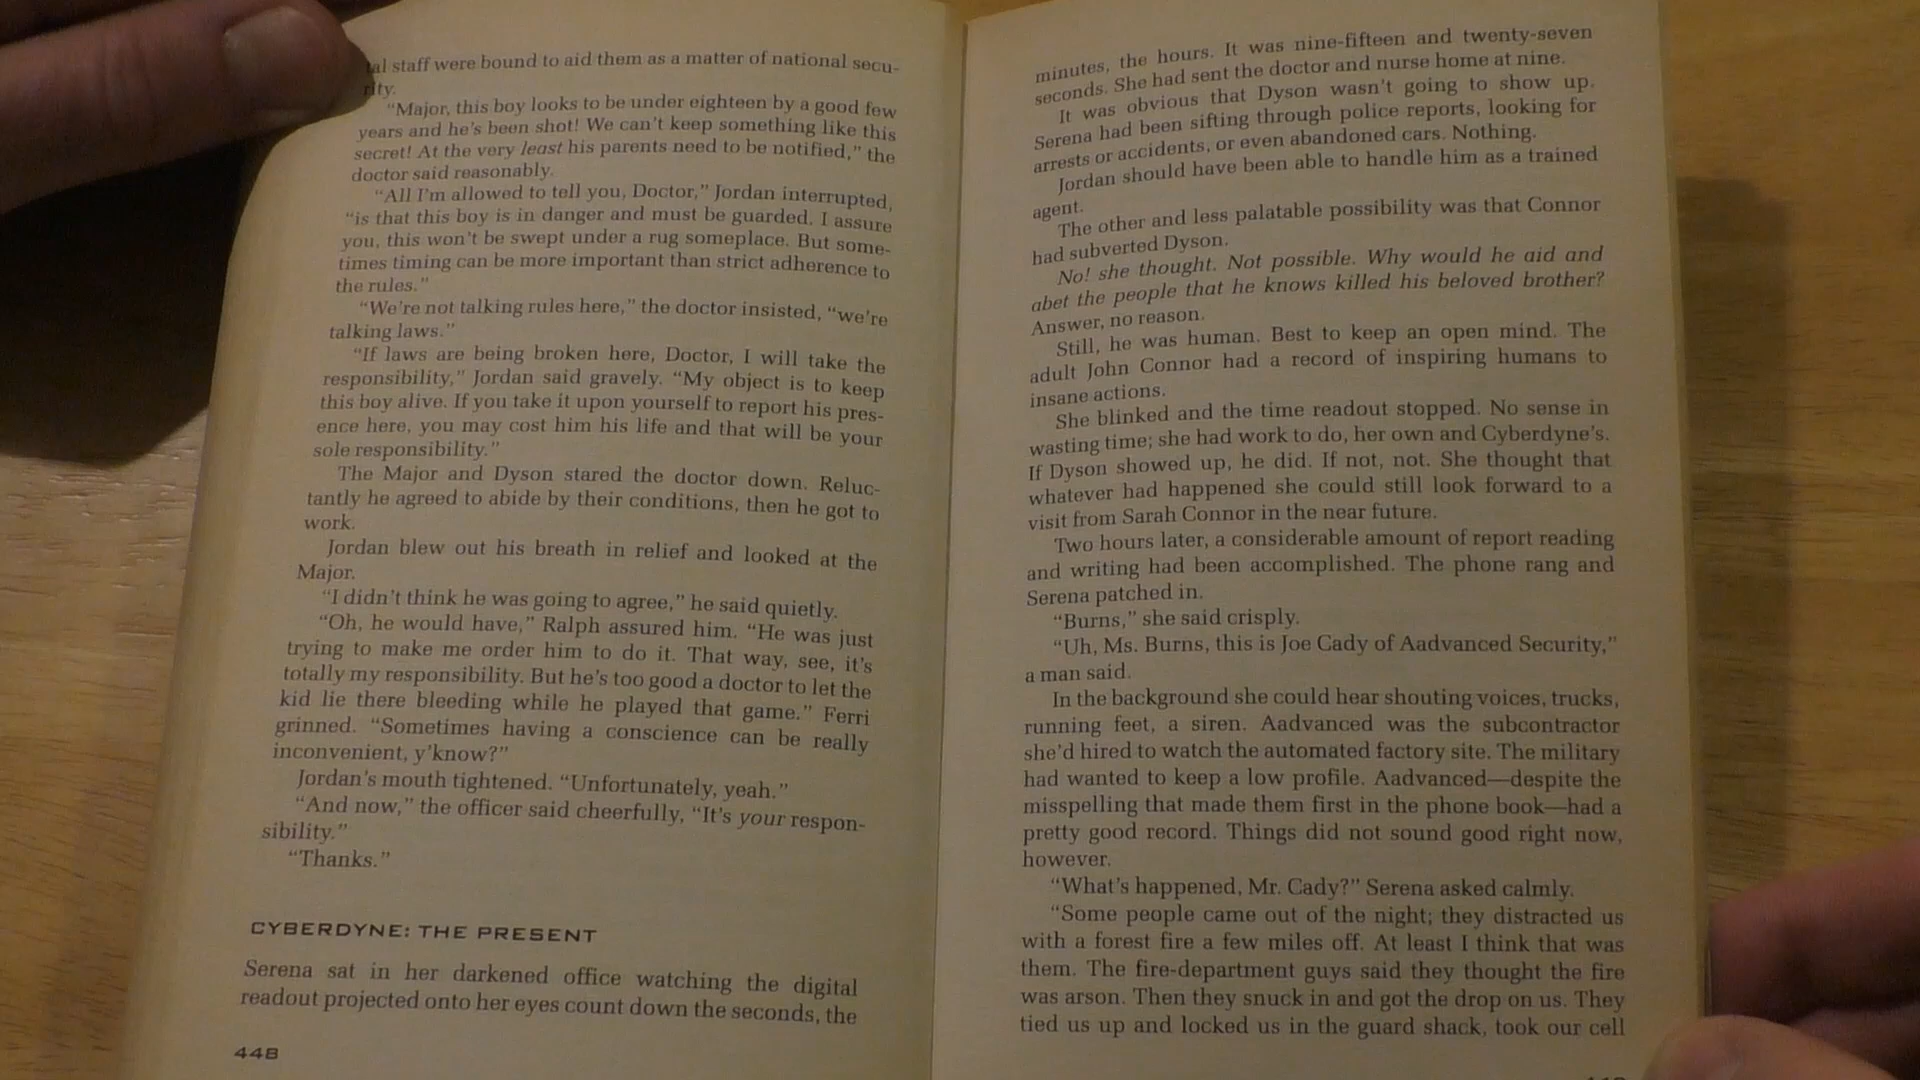 tal staff were bound to aid them as a matter of national secu-
rity.
“Major, this boy looks to be under eighteen by a good few
years and he’s been shot! We can’t keep something like this
secret! At the very least his parents need to be notified,” the
doctor said reasonably.
“All I’m allowed to tell you, Doctor,” Jordan interrupted,
“is that this boy is in danger and must be guarded. I assure
you, this won’t be swept under a rug someplace. But some-
times timing can be more important than strict adherence to
the rules.”
“We’re not talking rules here,” the doctor insisted, “we’re
talking laws.”
“If laws are being broken here, Doctor, I will take the
responsibility,” Jordan said gravely. “My object is to keep
this boy alive. If you take it upon yourself to report his pres-
ence here, you may cost him his life and that will be your
sole responsibility.”
The Major and Dyson stared the doctor down. Reluc-
tantly he agreed to abide by their conditions, then he got to
work.
Jordan blew out his breath in relief and looked at the
Major.
“I didn’t think he was going to agree,” he said quietly.
“Oh, he would have,” Ralph assured him. “He was just
trying to make me order him to do it. That way, see, it’s
totally my responsibility. But he’s too good a doctor to let the
kid lie there bleeding while he played that game.” Ferri
grinned. “Sometimes having a conscience can be really
inconvenient, y’know?”
Jordan’s mouth tightened. “Unfortunately, yeah.”
“And now,” the officer said cheerfully, “It’s your respon-
sibility.”
“Thanks.”
CYBERDYNE: THE PRESENT
Serena sat in her darkened office watching the digital
readout projected onto her eyes count down the seconds, the
448
minutes, the hours. It was nine-fifteen and twenty-seven
seconds. She had sent the doctor and nurse home at nine.
It was obvious that Dyson wasn’t going to show up.
Serena had been sifting through police reports, looking for
arrests or accidents, or even abandoned cars. Nothing.
Jordan should have been able to handle him as a trained
agent.
The other and less palatable possibility was that Connor
had subverted Dyson.
No! she thought. Not possible. Why would he aid and
abet the people that he knows killed his beloved brother?
Answer, no reason.
Still, he was human. Best to keep an open mind. The
adult John Connor had a record of inspiring humans to
insane actions.
She blinked and the time readout stopped. No sense in
wasting time; she had work to do, her own and Cyberdyne’s.
If Dyson showed up, he did. If not, not. She thought that
whatever had happened she could still look forward to a
visit from Sarah Connor in the near future.
Two hours later, a considerable amount of report reading
and writing had been accomplished. The phone rang and
Serena patched in.
“Burns,” she said crisply.
“Uh, Ms. Burns, this is Joe Cady of Aadvanced Security,”
a man said.
In the background she could hear shouting voices, trucks,
running feet, a siren. Aadvanced was the subcontractor
she’d hired to watch the automated factory site. The military
had wanted to keep a low profile. Aadvanced—despite the
misspelling that made them first in the phone book—had a
pretty good record. Things did not sound good right now,
however.
“What’s happened, Mr. Cady?” Serena asked calmly.
“Some people came out of the night; they distracted us
with a forest fire a few miles off. At least I think that was
them. The fire-department guys said they thought the fire
was arson. Then they snuck in and got the drop on us. They
tied us up and locked us in the guard shack, took our cell